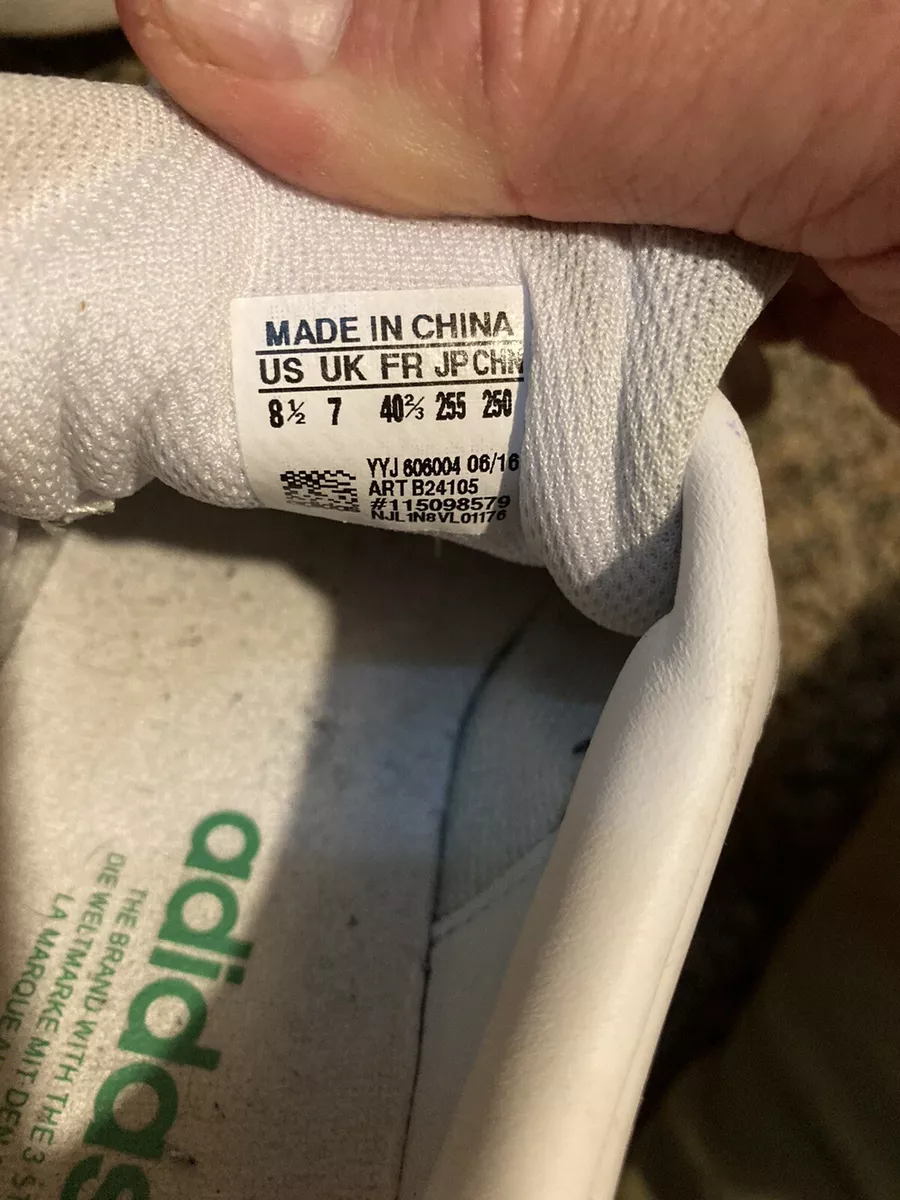 MADE IN CHINA
US UK FR JP CHN
8½ 7 40⅔ 255 250
YYJ 606004 06/16
ART B24105
#115098579
NJL1N8VL01176
adidas
THE BRAND WITH THE 3
DIE WELTMARKE MIT DEN
LA MARQUE